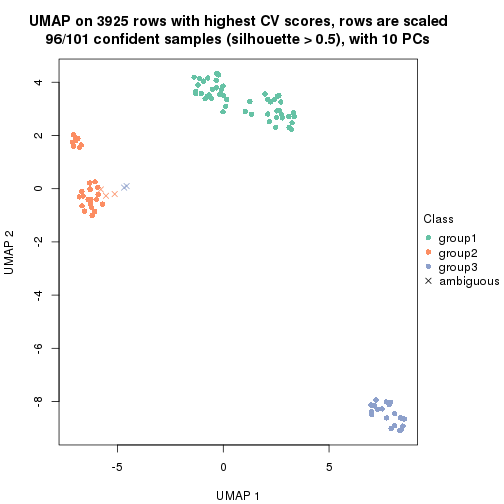 UMAP on 3925 rows with highest CV scores, rows are scaled
96/101 confident samples (silhouette > 0.5), with 10 PCs
4
2
0
-2
-4
-6
-8
UMAP 2
-5
0
5
UMAP 1
Class
group1
group2
group3
ambiguous